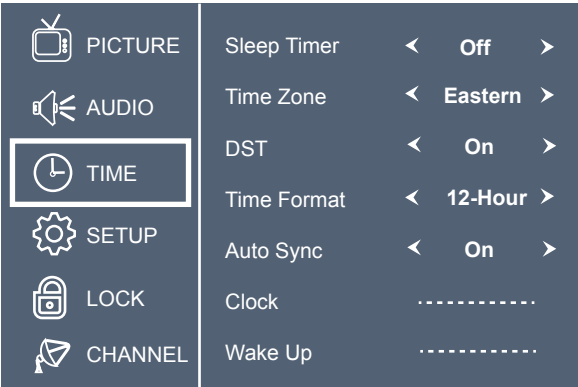 PICTURE
AUDIO
TIME
SETUP
LOCK
CHANNEL
Sleep Timer Off
Time Zone Eastern
DST On
Time Format 12-Hour
Auto Sync On
Clock ------------
Wake Up ------------